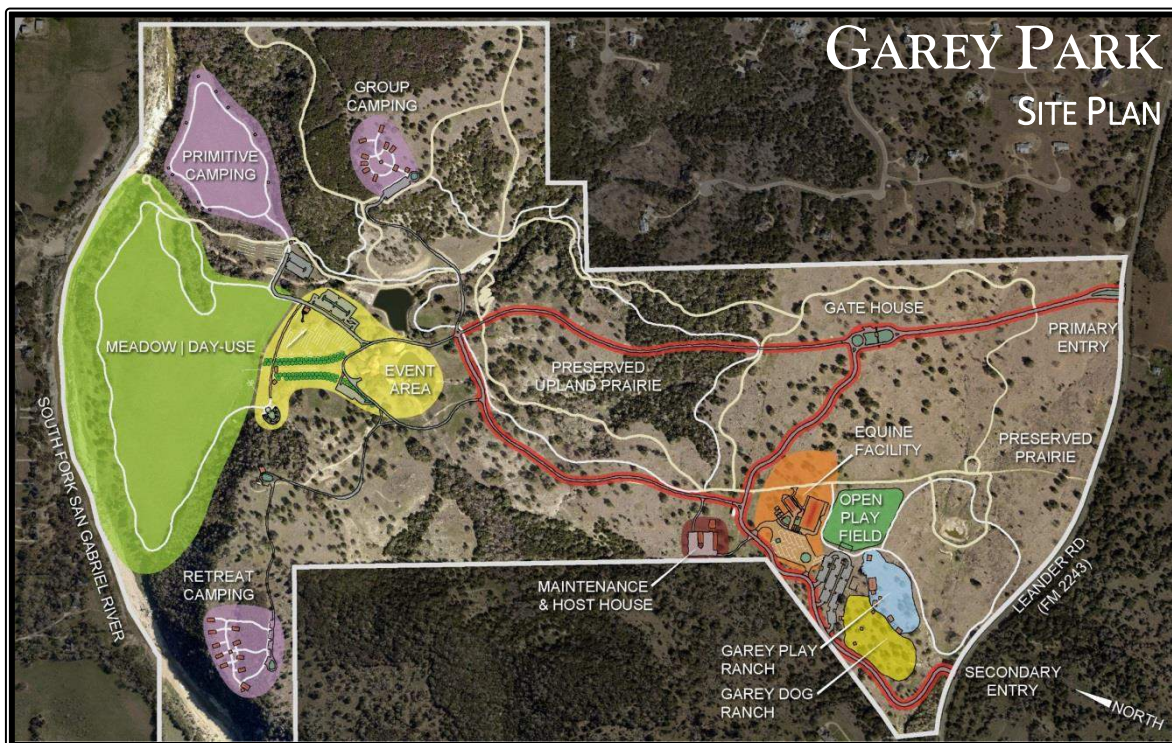 GAREY PARK
SITE PLAN
GROUP
CAMPING
PRIMITIVE
CAMPING
GATE HOUSE
PRIMARY
ENTRY
MEADOW | DAY-USE
EVENT
AREA
PRESERVED
UPLAND PRAIRIE
EQUINE
FACILITY
PRESERVED
PRAIRIE
OPEN
PLAY
FIELD
SOUTH FORK SAN GABRIEL RIVER
RETREAT
CAMPING
MAINTENANCE
& HOST HOUSE
LEANDER RD.
(FM 2243)
GAREY PLAY
RANCH
GAREY DOG
RANCH
SECONDARY
ENTRY
NORTH